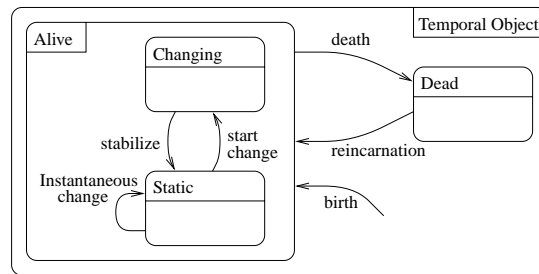 Temporal Object
Alive
Changing
death
Dead
stabilize
start
change
reincarnation
Instantaneous
change
Static
birth